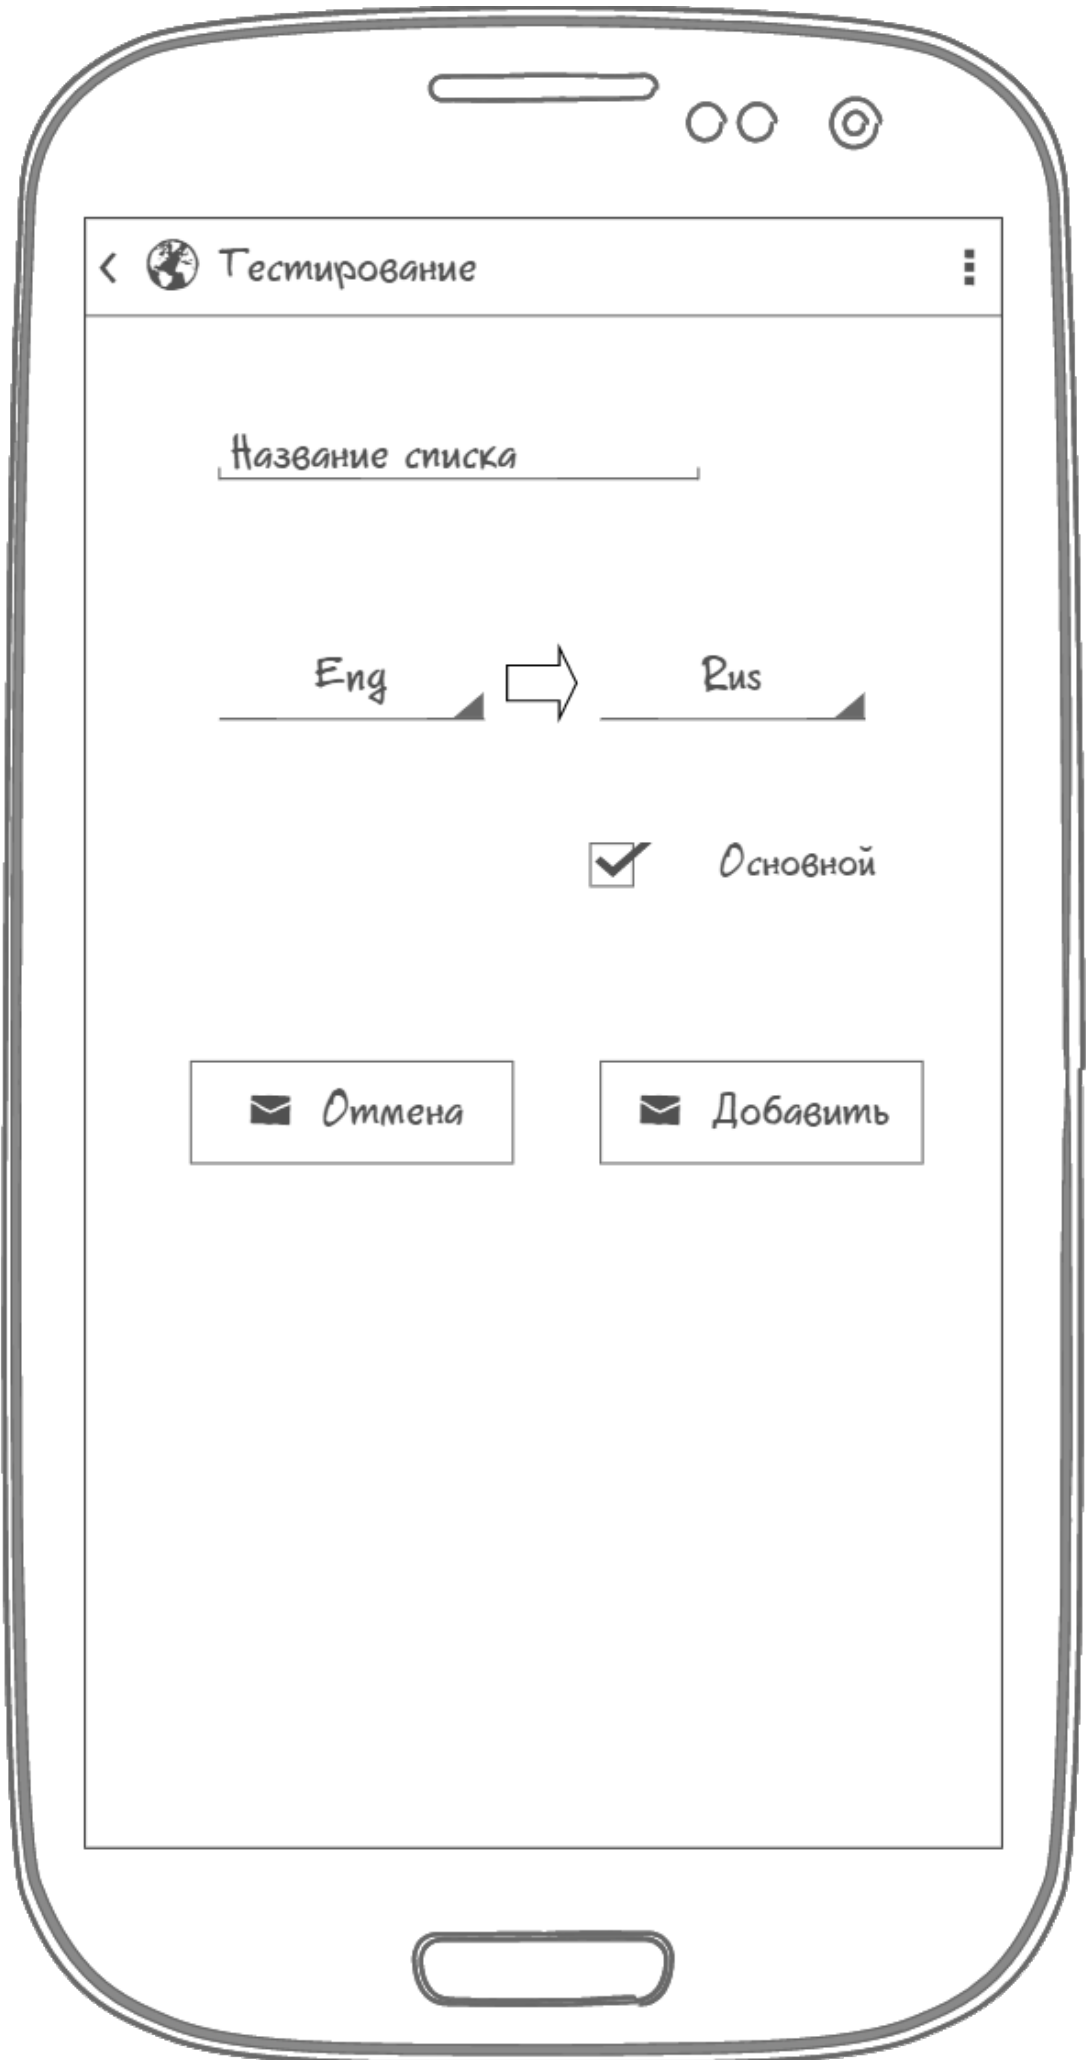 Тестирование
Название списка
Eng Rus
Основной
Отмена Добавить